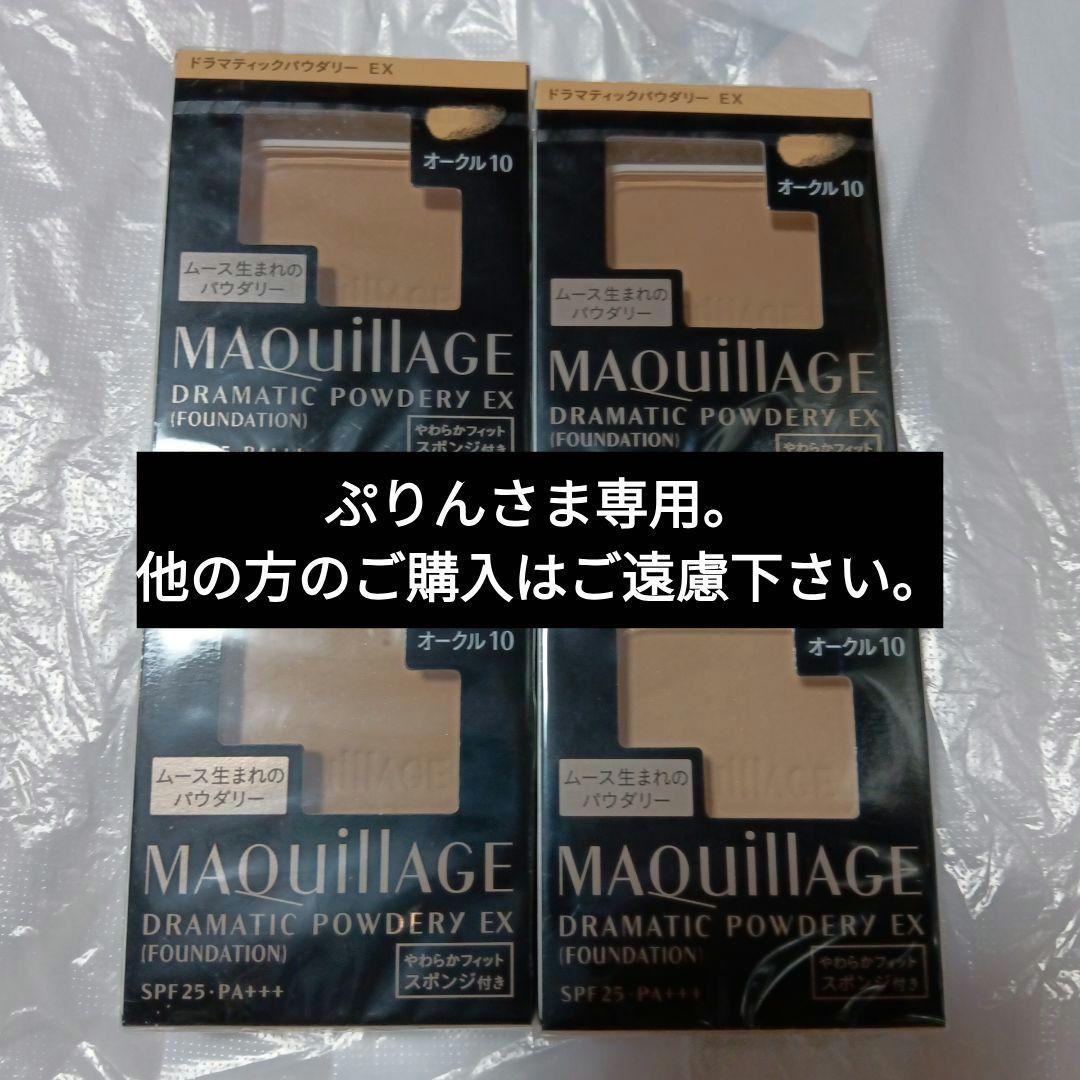 ドラマティックパウダリー EX
オークル10
ムース生まれの
パウダリー
MAQuillAGE
DRAMATIC POWDERY EX
(FOUNDATION)
やわらかフィット
スポンジ付き
ドラマティックパウダリー EX
オークル10
ムース生まれの
パウダリー
MAQuillAGE
DRAMATIC POWDERY EX
(FOUNDATION)
やわらかフィット
ぷりんさま専用。
他の方のご購入はご遠慮下さい。
オークル10
ムース生まれの
パウダリー
MAQuillAGE
DRAMATIC POWDERY EX
(FOUNDATION)
やわらかフィット
スポンジ付き
SPF25・PA+++
オークル10
ムース生まれの
パウダリー
MAQuillAGE
DRAMATIC POWDERY EX
(FOUNDATION)
やわらかフィット
スポンジ付き
SPF25・PA+++